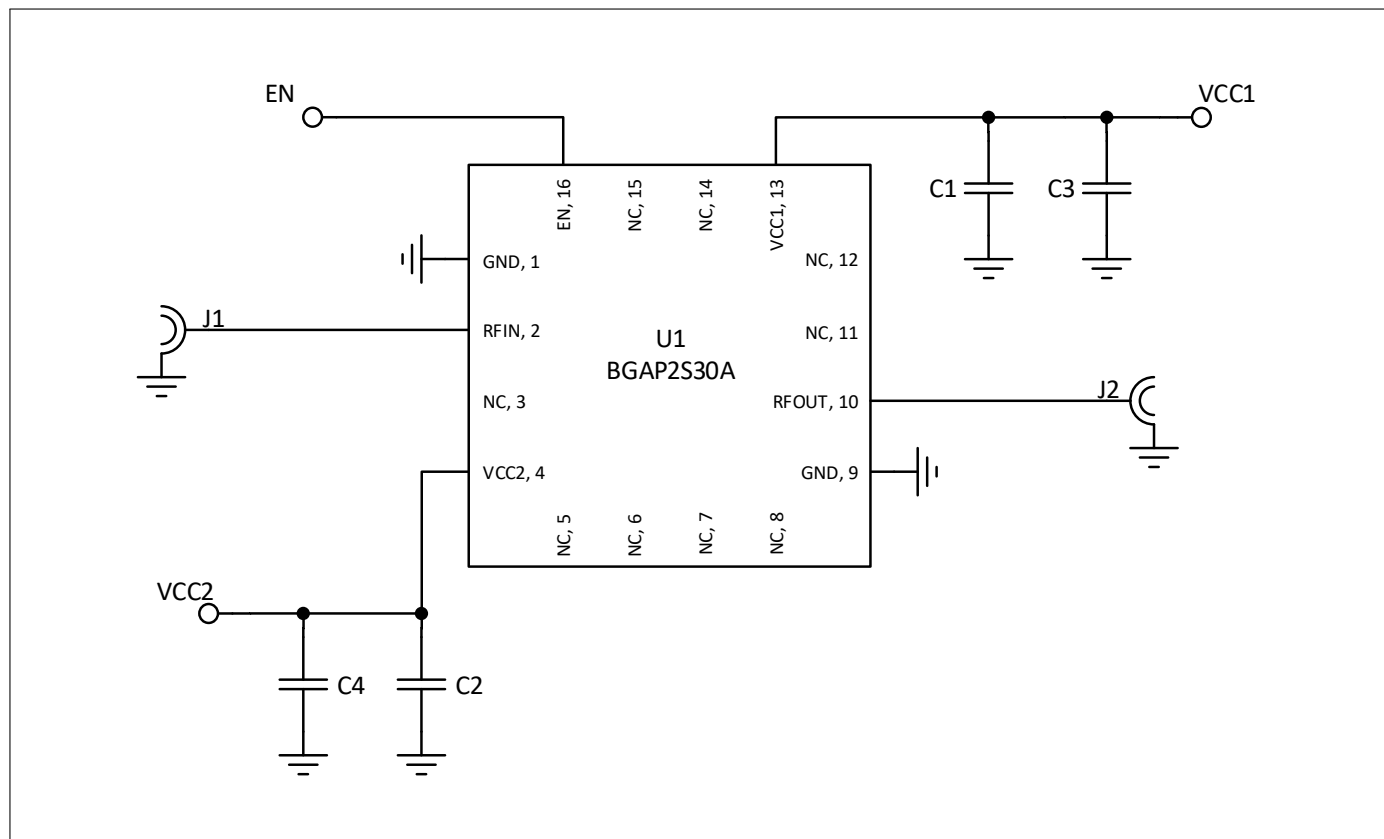 EN
VCC1
EN, 16
NC, 15
NC, 14
VCC1, 13
C1
C3
GND, 1
NC, 12
J1
RFIN, 2
U1
NC, 11
BGAP2S30A
NC, 3
RFOUT, 10
J2
VCC2, 4
GND, 9
NC, 5
NC, 6
NC, 7
NC, 8
VCC2
C4
C2